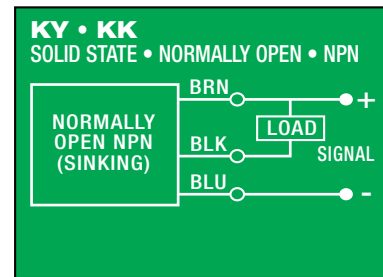 KY • KK
SOLID STATE • NORMALLY OPEN • NPN
BRN
+
NORMALLY
OPEN NPN
(SINKING)
LOAD
BLK
SIGNAL
BLU
-